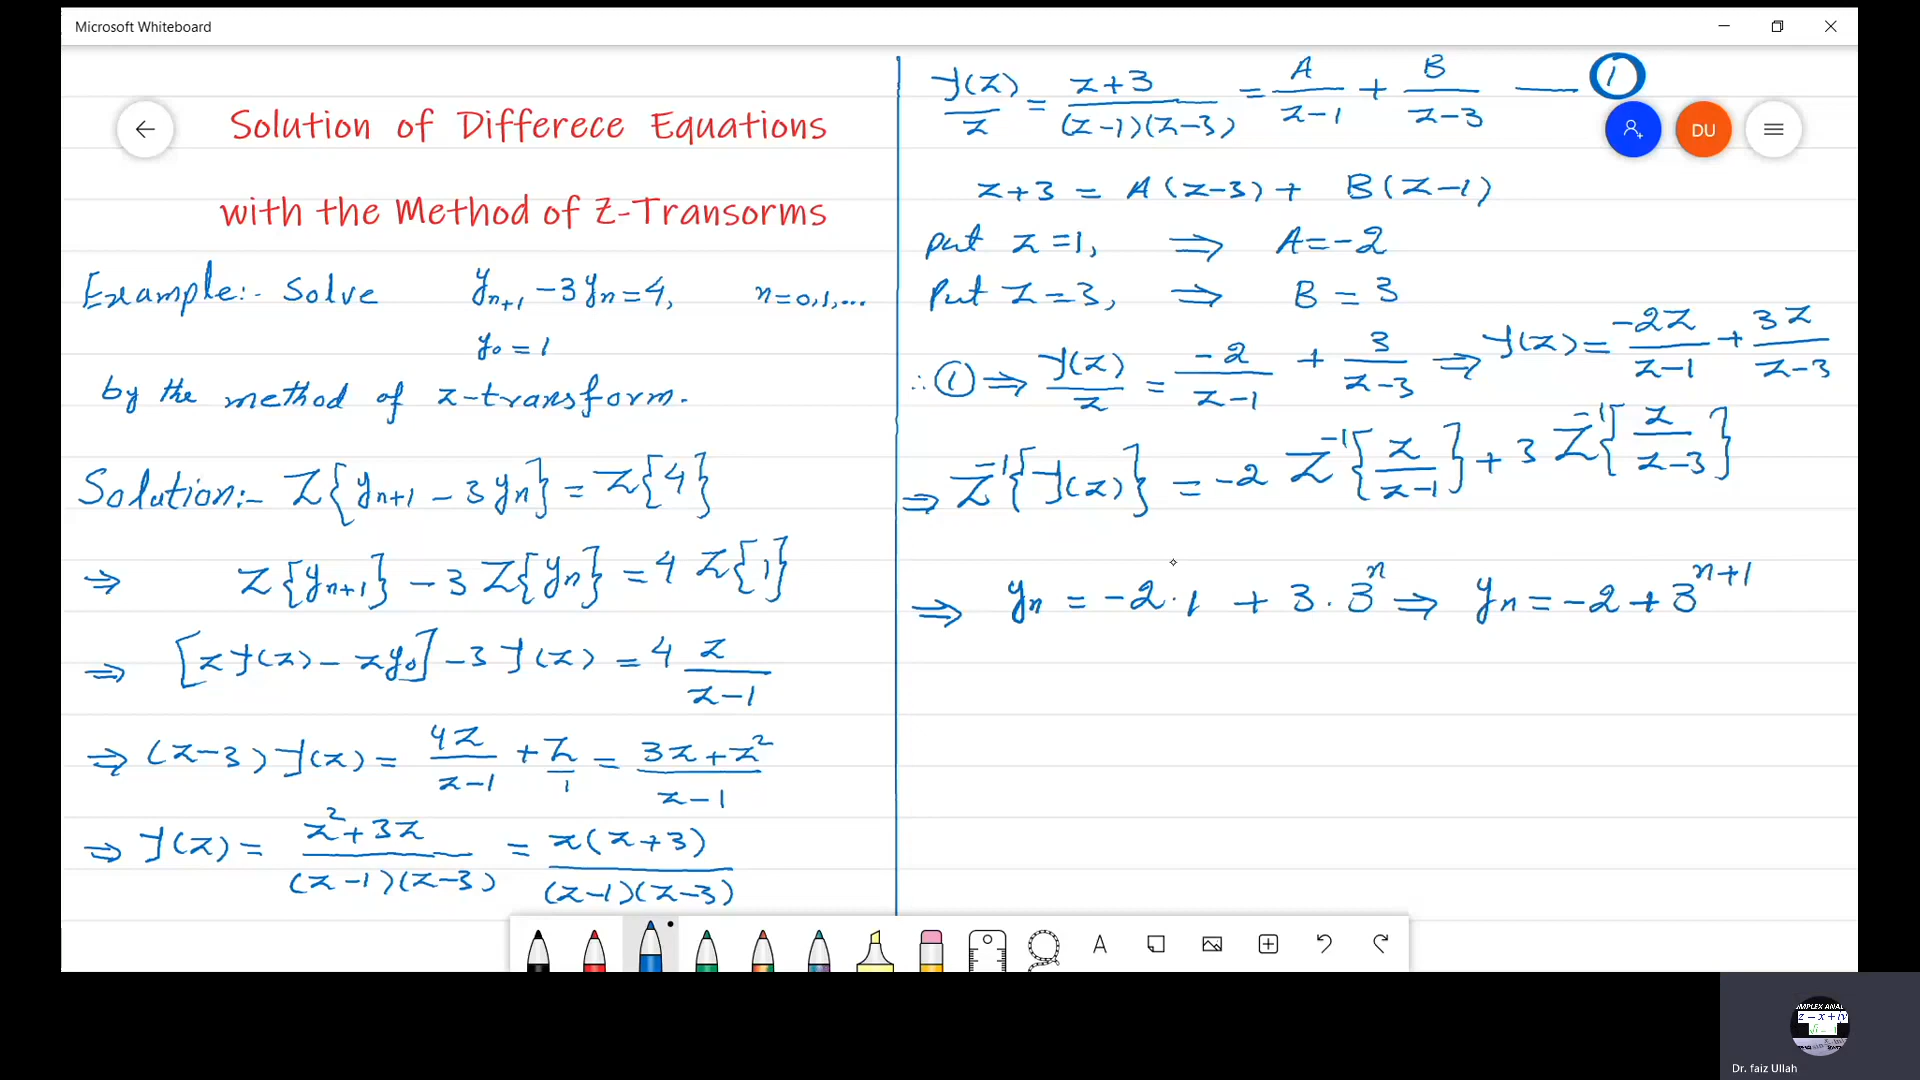 Microsoft Whiteboard
Solution of Differece Equations
with the Method of Z-Transorms
Example:- Solve y_{n+1} - 3y_n = 4, n = 0,1,...
y_0 = 1
by the method of z-transform.
Solution:- Z{y_{n+1} - 3y_n} = Z{4}
⇒ Z{y_{n+1}} - 3Z{y_n} = 4 Z{1}
⇒ [zY(z) - zy_0] - 3Y(z) = 4 z/(z-1)
⇒ (z-3)Y(z) = 4z/(z-1) + z/1 = (3z+z^2)/(z-1)
⇒ Y(z) = (z^2+3z)/((z-1)(z-3)) = z(z+3)/((z-1)(z-3))
Y(z)/z = (z+3)/((z-1)(z-3)) = A/(z-1) + B/(z-3) — ①
DU
z+3 = A(z-3) + B(z-1)
put z=1, ⇒ A=-2
Put z=3, ⇒ B = 3
∴ ① ⇒ Y(z)/z = -2/(z-1) + 3/(z-3) ⇒ Y(z) = -2z/(z-1) + 3z/(z-3)
⇒ Z^{-1}{Y(z)} = -2 Z^{-1}{z/(z-1)} + 3 Z^{-1}{z/(z-3)}
⇒ y_n = -2·1 + 3·3^n ⇒ y_n = -2 + 3^{n+1}
A
Dr. faiz Ullah